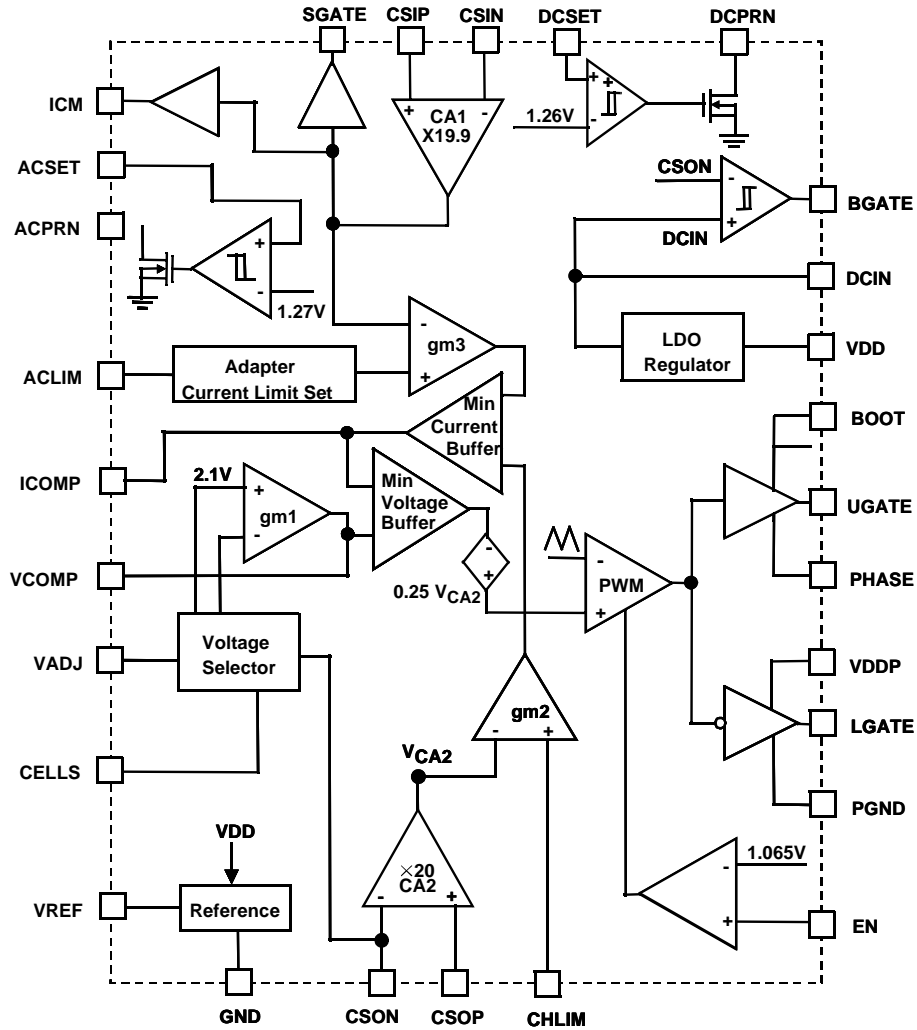 SGATE CSIP CSIN DCSET DCPRN
ICM
CA1
X19.9
+ -
+ +
1.26V -
ACSET
CSON
-
BGATE
+
DCIN
ACPRN
+
-
1.27V
DCIN
-
gm3
+
LDO
Regulator
VDD
ACLIM
Adapter
Current Limit Set
Min
Current
Buffer
BOOT
ICOMP
2.1V
+
gm1
-
Min
Voltage
Buffer
UGATE
-
+
0.25 VCA2
-
PWM
+
VCOMP
PHASE
VADJ
Voltage
Selector
VDDP
gm2
- +
LGATE
CELLS
VCA2
PGND
VDD
×20
CA2
- +
1.065V
-
+
VREF
Reference
EN
GND CSON CSOP CHLIM